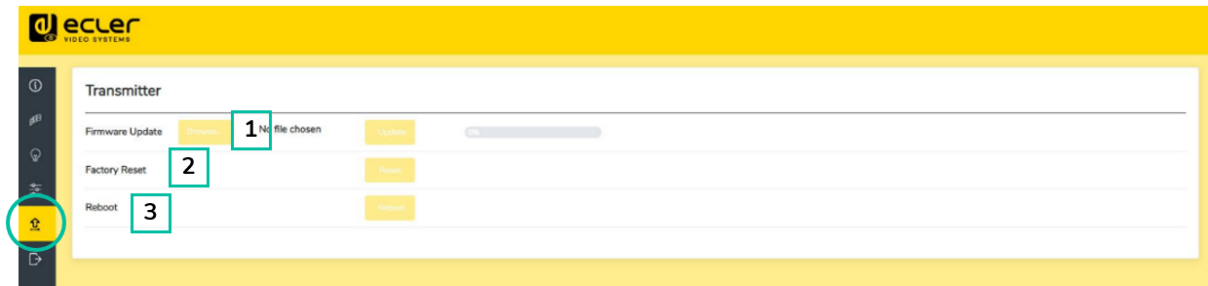 ecler
VIDEO SYSTEMS
Transmitter
Firmware Update Browse... 1 No file chosen Update 0%
Factory Reset 2 Reset
Reboot 3 Reboot